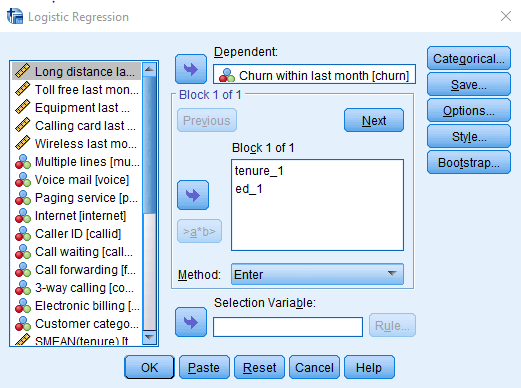 Logistic Regression
Long distance la...
Toll free last mon...
Equipment last ...
Calling card last ...
Wireless last mo...
Multiple lines [mu...
Voice mail [voice]
Paging service [p...
Internet [internet]
Caller ID [callid]
Call waiting [call...
Call forwarding [f...
3-way calling [co...
Electronic billing [...
Customer catego...
SMEAN(tenure) [t...
Dependent:
Churn within last month [churn]
Block 1 of 1
Previous
Next
Block 1 of 1
tenure_1
ed_1
>a*b>
Method:
Enter
Selection Variable:
Rule...
Categorical...
Save...
Options...
Style...
Bootstrap...
OK
Paste
Reset
Cancel
Help